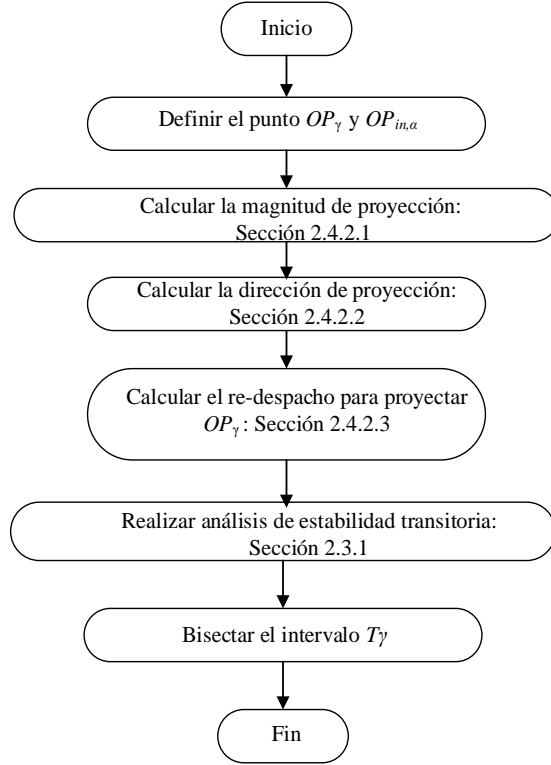 Inicio
Definir el punto OPγ y OPin,α
Calcular la magnitud de proyección:
Sección 2.4.2.1
Calcular la dirección de proyección:
Sección 2.4.2.2
Calcular el re-despacho para proyectar
OPγ : Sección 2.4.2.3
Realizar análisis de estabilidad transitoria:
Sección 2.3.1
Bisectar el intervalo Tγ
Fin